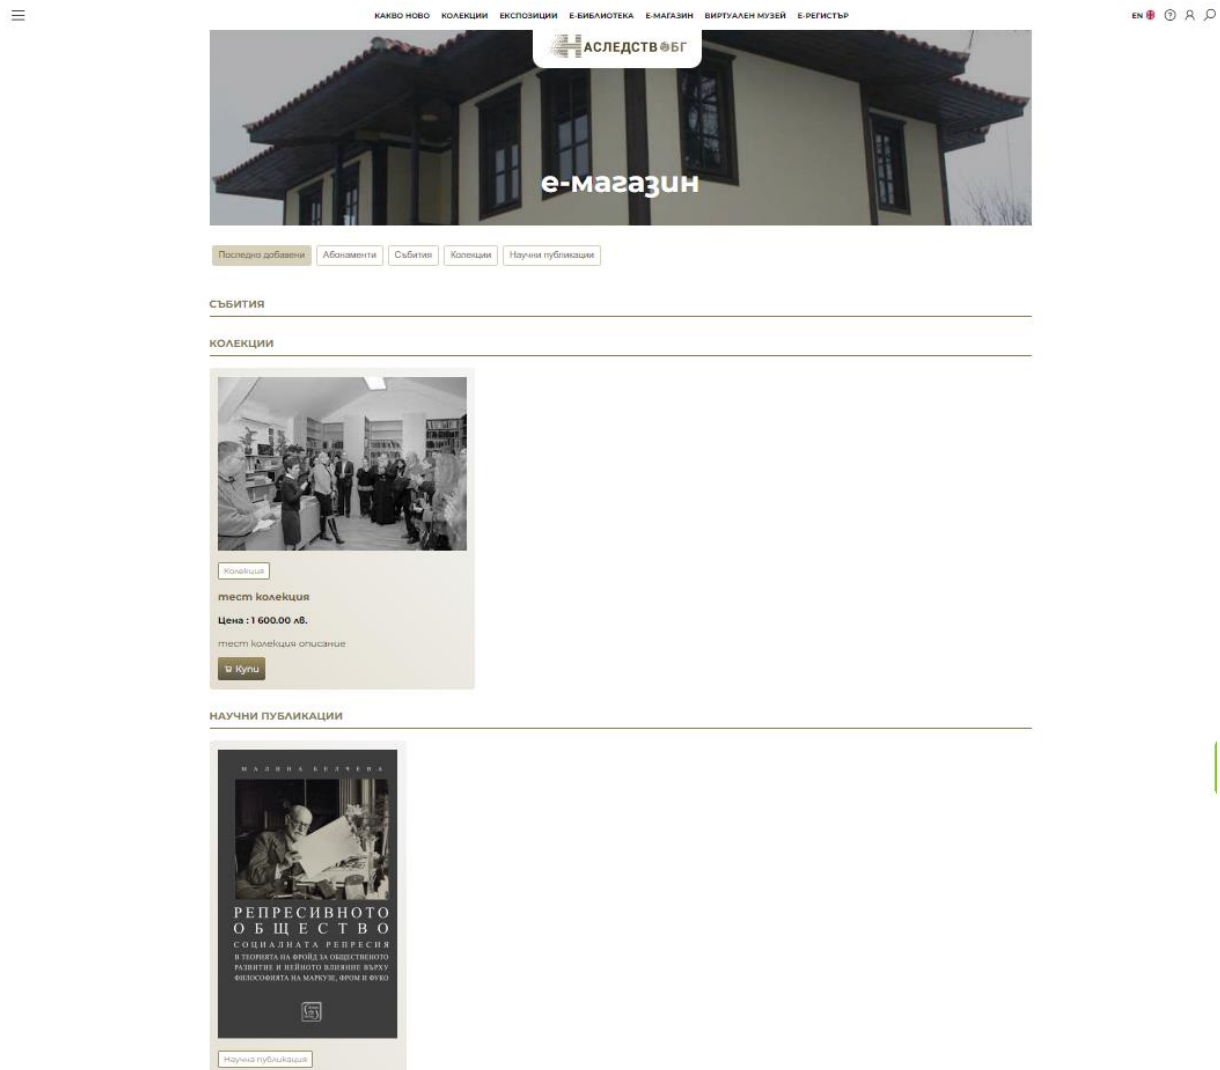 КАКВО НОВО КОЛЕКЦИИ ЕКСПОЗИЦИИ Е-БИБЛИОТЕКА Е-МАГАЗИН ВИРТУАЛЕН МУЗЕЙ Е-РЕГИСТЪР EN
НАСЛЕДСТВО БГ
е-магазин
Последно добавени Абонаменти Събития Колекции Научни публикации
СЪБИТИЯ
КОЛЕКЦИИ
Колекция
тест колекция
Цена : 1 600.00 лв.
тест колекция описание
Купи
НАУЧНИ ПУБЛИКАЦИИ
МАЛИНА БЕЛЧЕВА
РЕПРЕСИВНОТО
ОБЩЕСТВО
СОЦИАЛНАТА РЕПРЕСИЯ
В ТЕОРИЯТА НА ФРОЙД ЗА ОБЩЕСТВЕНОТО
РАЗВИТИЕ И НЕЙНОТО ВЛИЯНИЕ ВЪРХУ
ФИЛОСОФИЯТА НА МАРКУЗЕ, ФРОМ И ФУКО
Научна публикация